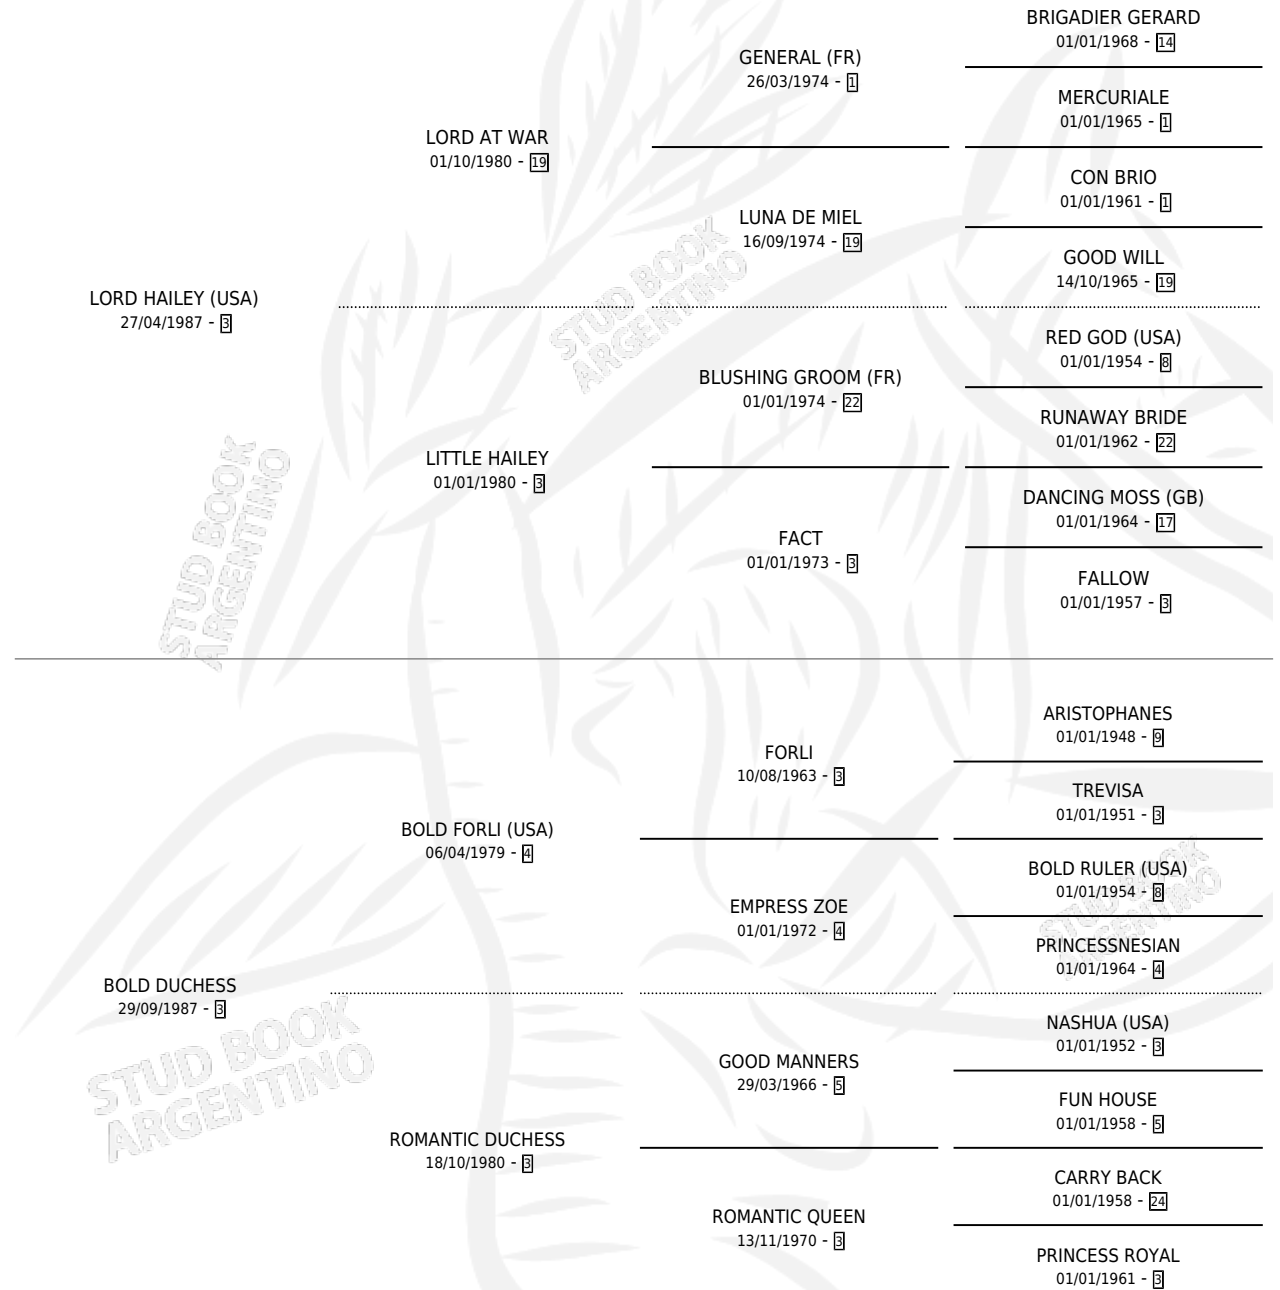 BRIGADIER GERARD
01/01/1968 - 14
GENERAL (FR)
26/03/1974 - 1
MERCURIALE
01/01/1965 - 1
LORD AT WAR
01/10/1980 - 19
CON BRIO
01/01/1961 - 1
LUNA DE MIEL
16/09/1974 - 19
GOOD WILL
14/10/1965 - 19
LORD HAILEY (USA)
27/04/1987 - 3
RED GOD (USA)
01/01/1954 - 8
BLUSHING GROOM (FR)
01/01/1974 - 22
RUNAWAY BRIDE
01/01/1962 - 22
LITTLE HAILEY
01/01/1980 - 3
DANCING MOSS (GB)
01/01/1964 - 17
FACT
01/01/1973 - 3
FALLOW
01/01/1957 - 3
ARISTOPHANES
01/01/1948 - 9
FORLI
10/08/1963 - 3
TREVISA
01/01/1951 - 3
BOLD FORLI (USA)
06/04/1979 - 4
BOLD RULER (USA)
01/01/1954 - 8
EMPRESS ZOE
01/01/1972 - 4
PRINCESSNESIAN
01/01/1964 - 4
BOLD DUCHESS
29/09/1987 - 3
NASHUA (USA)
01/01/1952 - 3
GOOD MANNERS
29/03/1966 - 5
FUN HOUSE
01/01/1958 - 5
ROMANTIC DUCHESS
18/10/1980 - 3
CARRY BACK
01/01/1958 - 24
ROMANTIC QUEEN
13/11/1970 - 3
PRINCESS ROYAL
01/01/1961 - 3
STUD BOOK
ARGENTINO
STUD BOOK
ARGENTINO
STUD BOOK
ARGENTINO
STUD BOOK
ARGENTINO